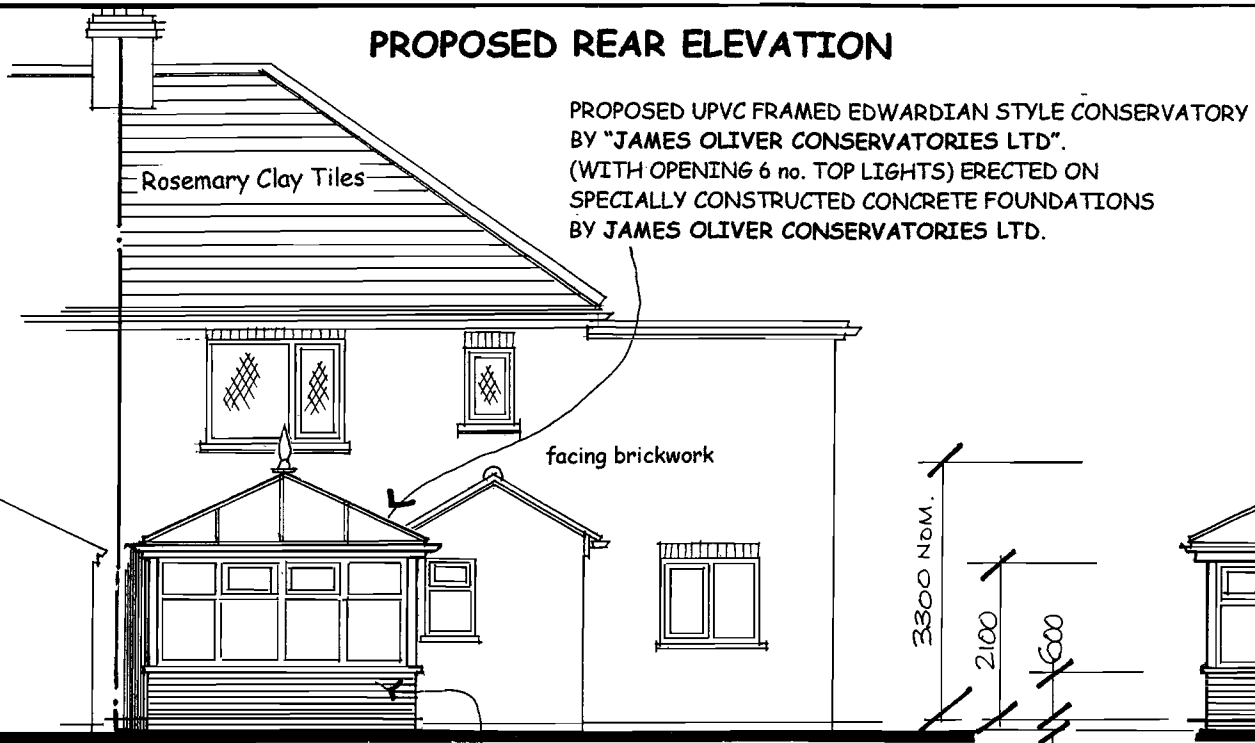 PROPOSED REAR ELEVATION
PROPOSED UPVC FRAMED EDWARDIAN STYLE CONSERVATORY
BY "JAMES OLIVER CONSERVATORIES LTD".
(WITH OPENING 6 no. TOP LIGHTS) ERECTED ON
SPECIALLY CONSTRUCTED CONCRETE FOUNDATIONS
BY JAMES OLIVER CONSERVATORIES LTD.
Rosemary Clay Tiles
facing brickwork
3300 NOM.
2100
600